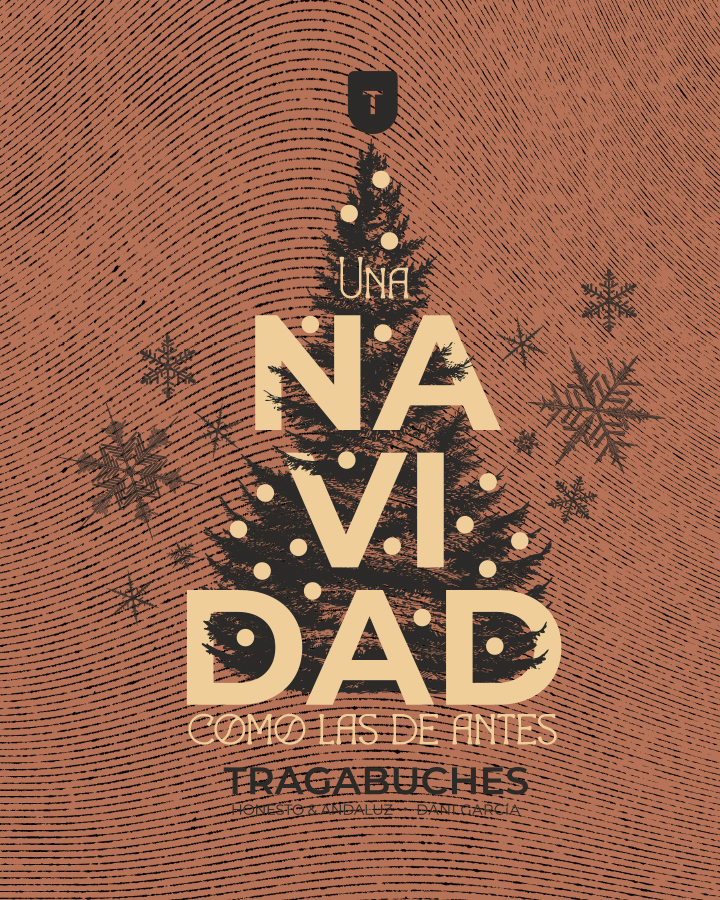 T
UNA
NA
VI
DAD
COMO LAS DE ANTES
TRAGABUCHES
HONESTO & ANDALUZ - DANI GARCÍA